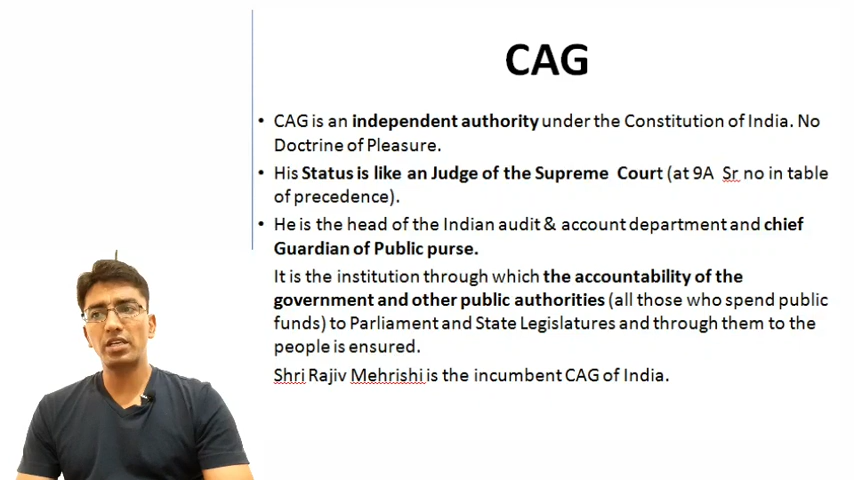 CAG
• CAG is an independent authority under the Constitution of India. No
Doctrine of Pleasure.
• His Status is like an Judge of the Supreme Court (at 9A Sr no in table
of precedence).
• He is the head of the Indian audit & account department and chief
Guardian of Public purse.
It is the institution through which the accountability of the
government and other public authorities (all those who spend public
funds) to Parliament and State Legislatures and through them to the
people is ensured.
Shri Rajiv Mehrishi is the incumbent CAG of India.